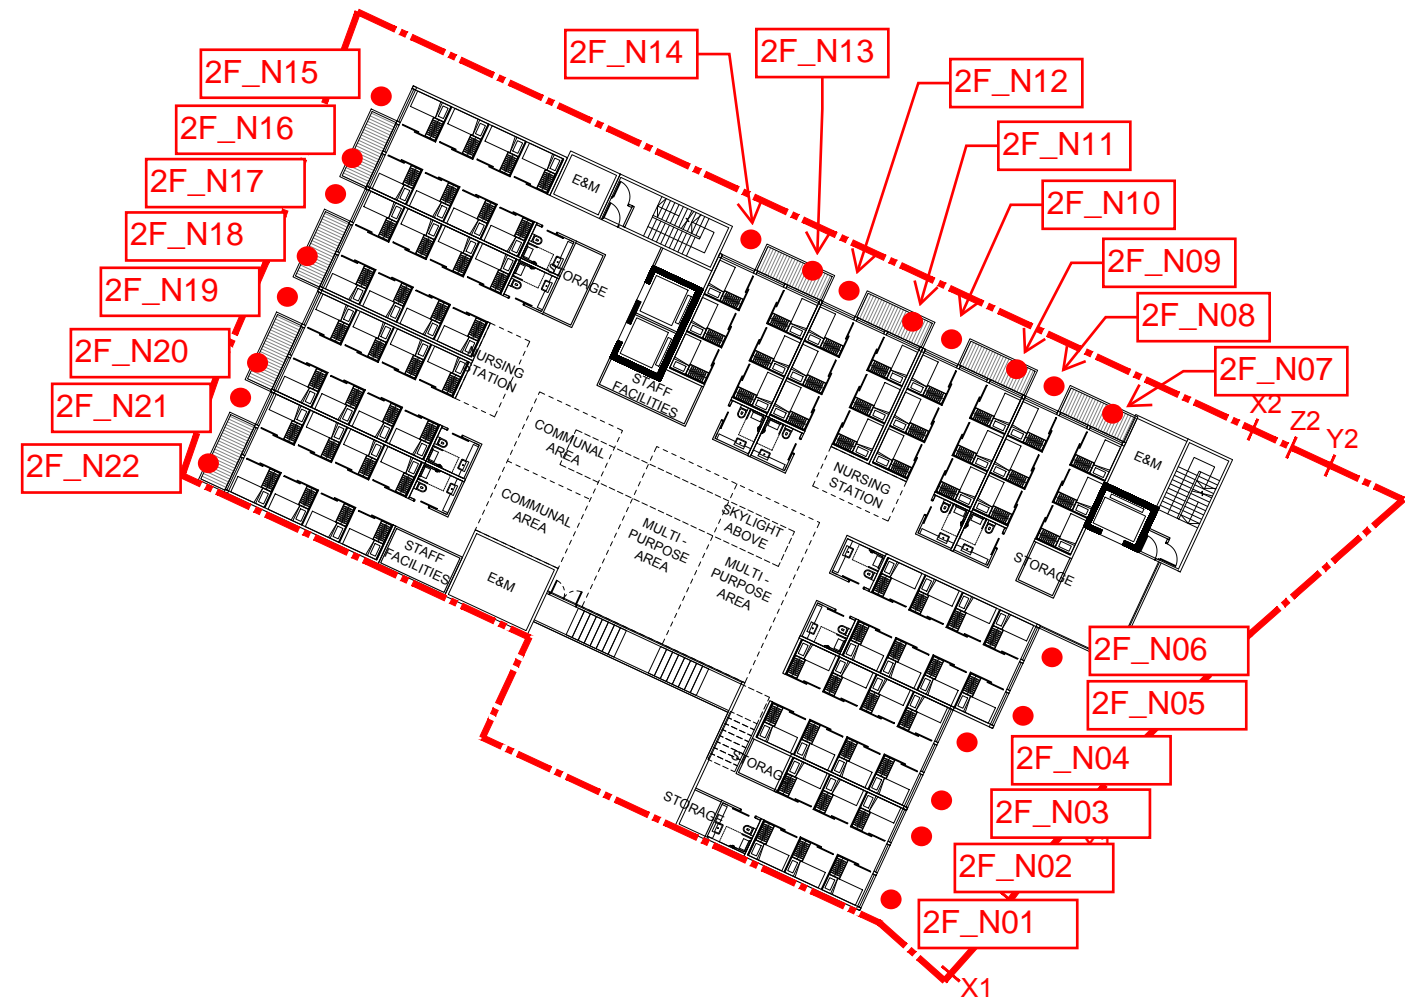 2F_N14
2F_N13
2F_N15
2F_N12
2F_N16
2F_N11
2F_N17
2F_N10
2F_N18
2F_N09
2F_N19
2F_N08
2F_N20
2F_N07
2F_N21
2F_N22
E&M
STORAGE
NURSING
STATION
STAFF
FACILITIES
X2
Z2
Y2
COMMUNAL
AREA
E&M
NURSING
STATION
COMMUNAL
AREA
SKYLIGHT
ABOVE
MULTI -
PURPOSE
AREA
MULTI -
PURPOSE
AREA
STAFF
FACILITIES
E&M
STORAGE
2F_N06
2F_N05
2F_N04
STORAG
STORAGE
2F_N03
2F_N02
2F_N01
X1